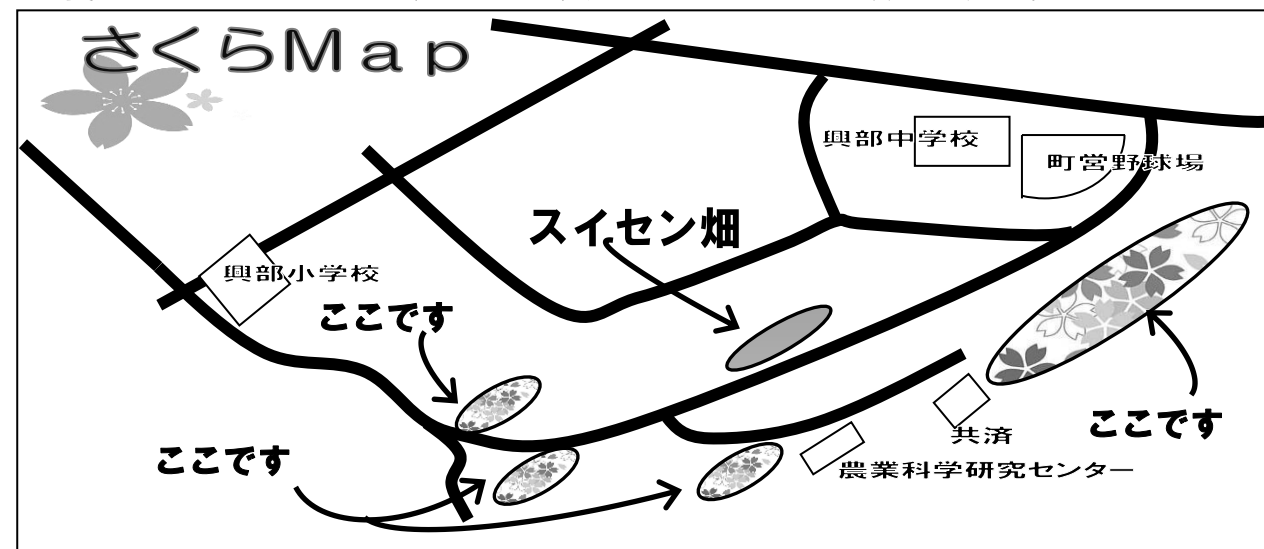 さくらＭａｐ
興部中学校
町営野球場
スイセン畑
興部小学校
ここです
ここです
共済
ここです
農業科学研究センター